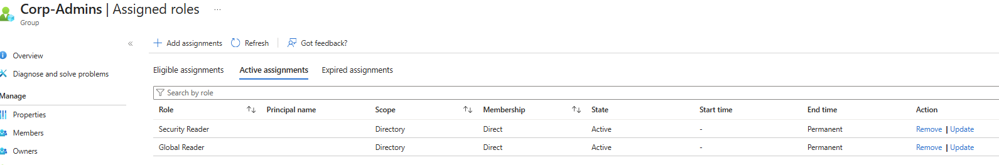 Corp-Admins | Assigned roles ...
Group
«
Overview
Diagnose and solve problems
Manage
Properties
Members
Owners
Add assignments Refresh Got feedback?
Eligible assignments Active assignments Expired assignments
Search by role
Role Principal name Scope Membership State Start time End time Action
Security Reader Directory Direct Active - Permanent Remove | Update
Global Reader Directory Direct Active - Permanent Remove | Update